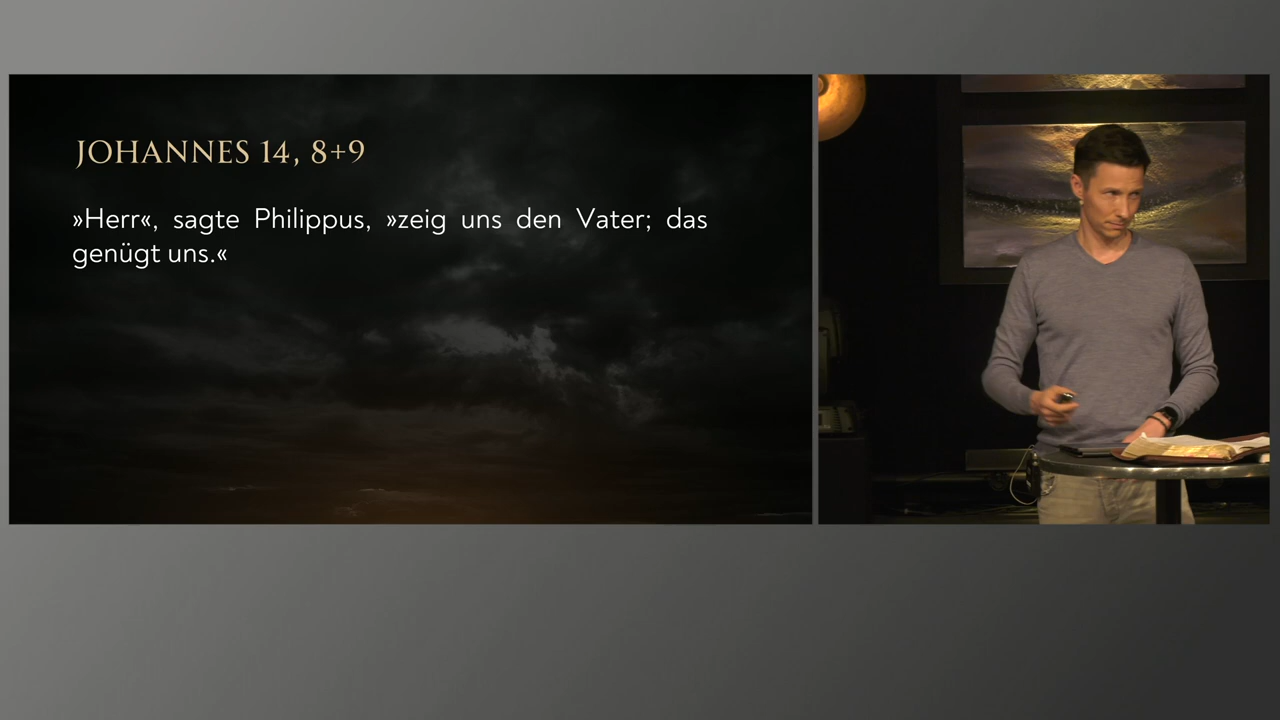 JOHANNES 14, 8+9
»Herr«, sagte Philippus, »zeig uns den Vater; das
genügt uns.«